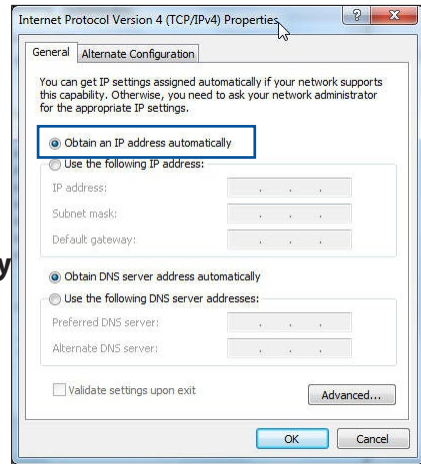 Internet Protocol Version 4 (TCP/IPv4) Properties
General Alternate Configuration
You can get IP settings assigned automatically if your network supports
this capability. Otherwise, you need to ask your network administrator
for the appropriate IP settings.
Obtain an IP address automatically
Use the following IP address:
IP address:
Subnet mask:
Default gateway:
y
Obtain DNS server address automatically
Use the following DNS server addresses:
Preferred DNS server:
Alternate DNS server:
Validate settings upon exit
Advanced...
OK Cancel